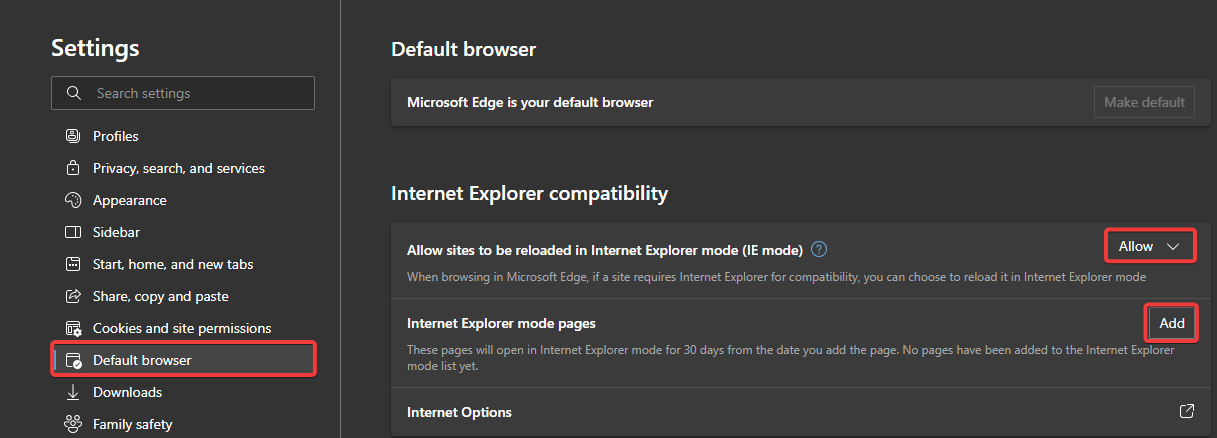 Settings
Search settings
Profiles
Privacy, search, and services
Appearance
Sidebar
Start, home, and new tabs
Share, copy and paste
Cookies and site permissions
Default browser
Downloads
Family safety
Default browser
Microsoft Edge is your default browser
Make default
Internet Explorer compatibility
Allow sites to be reloaded in Internet Explorer mode (IE mode) ?
Allow
When browsing in Microsoft Edge, if a site requires Internet Explorer for compatibility, you can choose to reload it in Internet Explorer mode
Internet Explorer mode pages
Add
These pages will open in Internet Explorer mode for 30 days from the date you add the page. No pages have been added to the Internet Explorer
mode list yet.
Internet Options